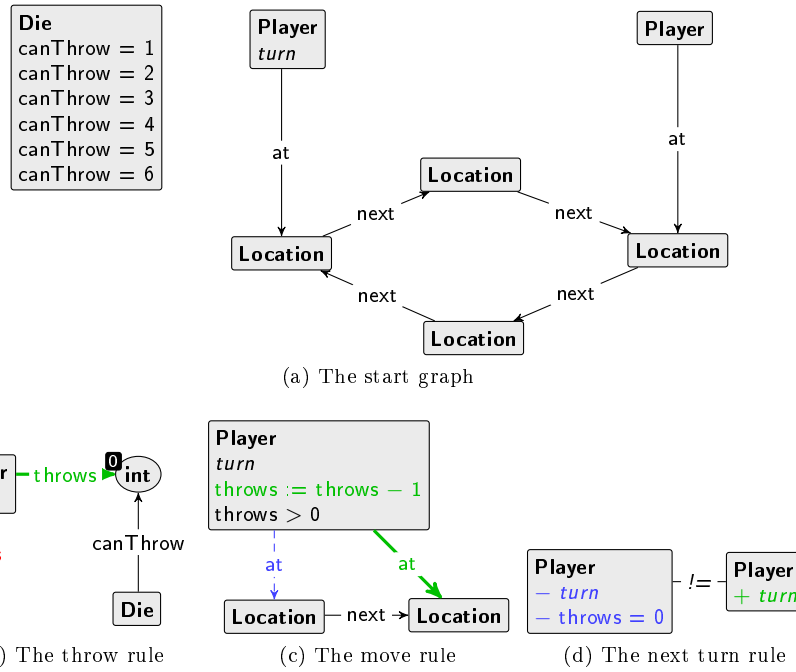 Die
canThrow = 1
canThrow = 2
canThrow = 3
canThrow = 4
canThrow = 5
canThrow = 6
Player
turn
Player
at
at
Location
next
next
Location
Location
next
next
Location
(a) The start graph
r
throws
0
int
s
canThrow
Die
) The throw rule
Player
turn
throws := throws − 1
throws > 0
at
at
Location
next
Location
(c) The move rule
Player
− turn
− throws = 0
!=
Player
+ turn
(d) The next turn rule